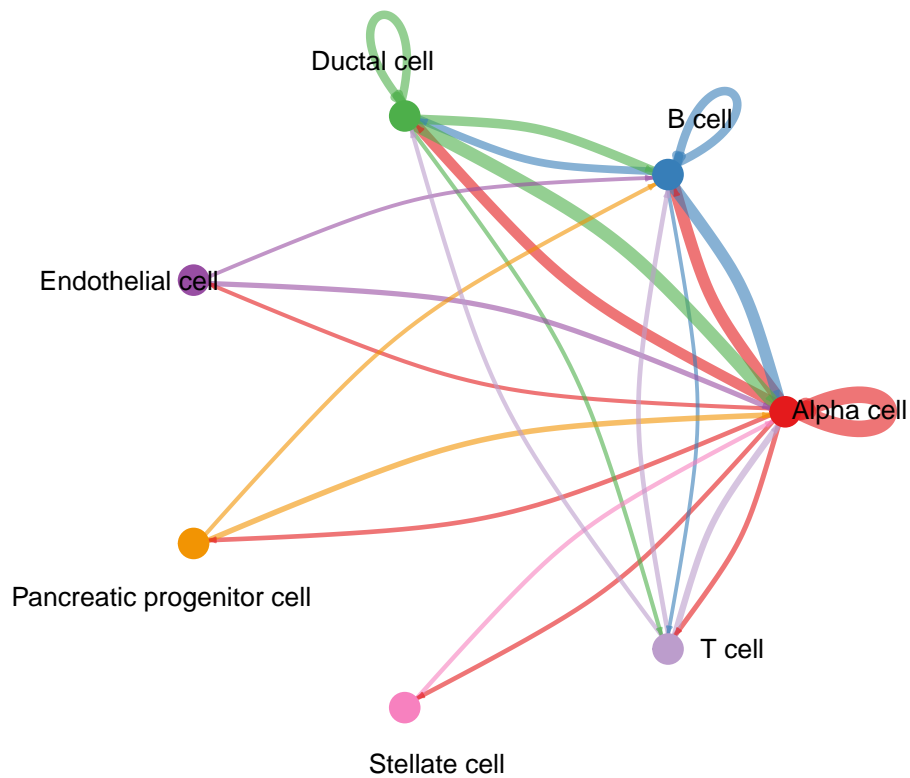 Ductal cell
B cell
Endothelial cell
Alpha cell
Pancreatic progenitor cell
T cell
Stellate cell